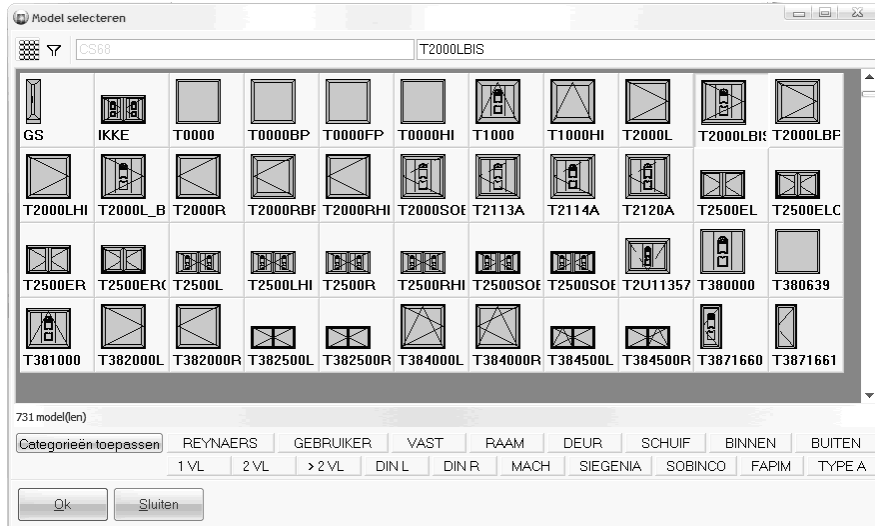 Model selecteren
CS68 T2000LBIS
GS IKKE T0000 T0000BP T0000FP T0000HI T1000 T1000HI T2000L T2000LBIS T2000LBF
T2000LHI T2000L_B T2000R T2000RBF T2000RHI T2000SOE T2113A T2114A T2120A T2500EL T2500ELC
T2500ER T2500ER( T2500L T2500LHI T2500R T2500RHI T2500SOE T2500SOE T2U11357 T380000 T380639
T381000 T382000L T382000R T382500L T382500R T384000L T384000R T384500L T384500R T3871660 T3871661
731 model(len)
Categorieën toepassen REYNAERS GEBRUIKER VAST RAAM DEUR SCHUIF BINNEN BUITEN
1 VL 2 VL > 2 VL DIN L DIN R MACH SIEGENIA SOBINCO FAPIM TYPE A
Ok Sluiten